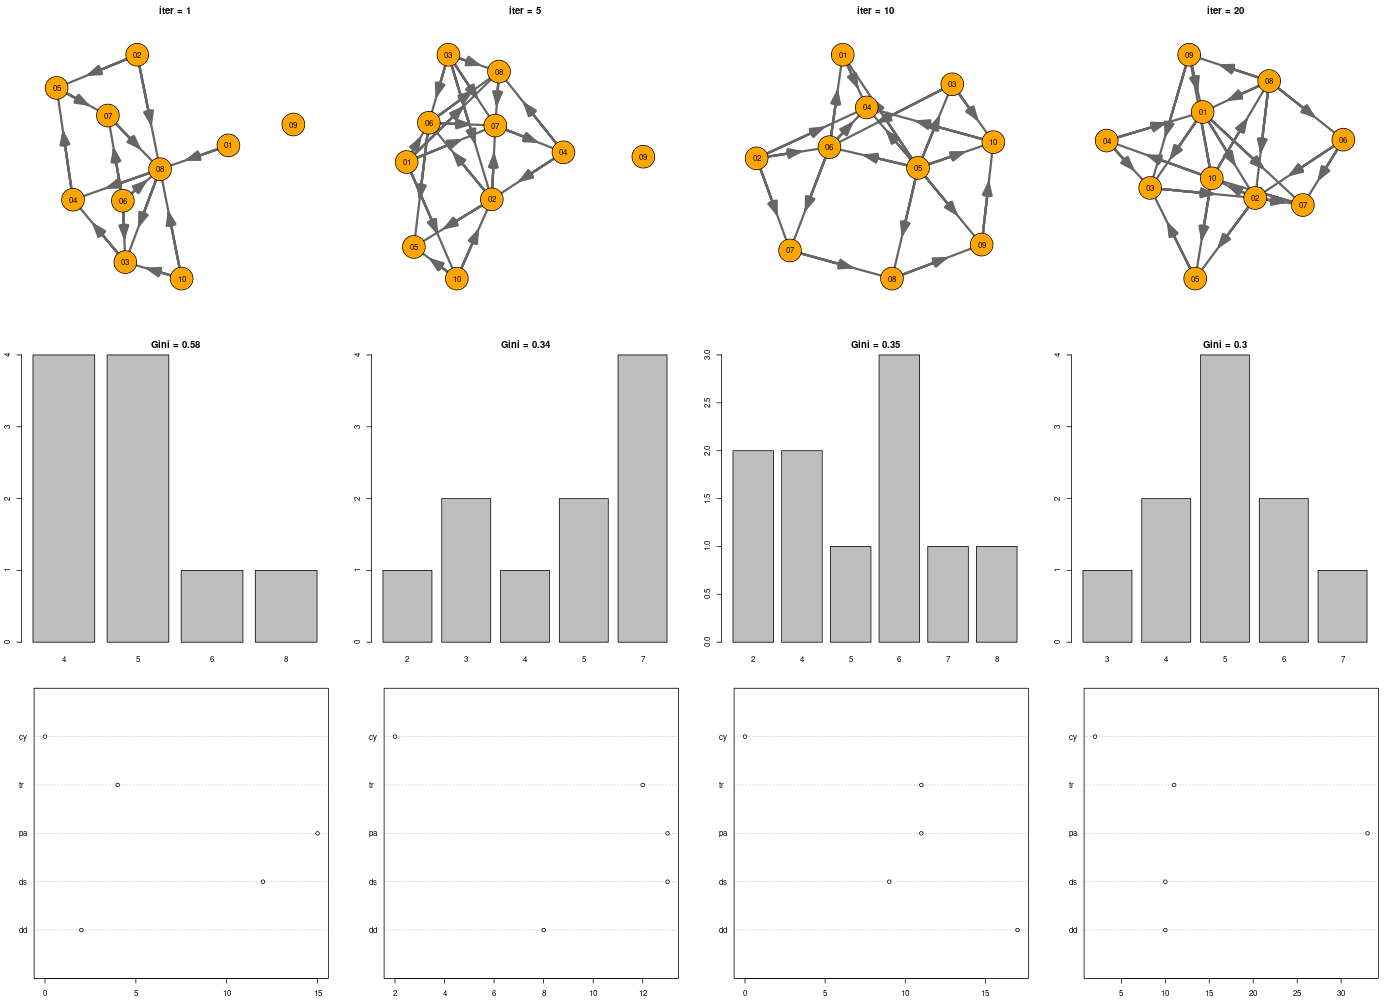 iter = 1
iter = 5
iter = 10
iter = 20
02
05
07
09
01
08
04
06
03
10
03
08
06
07
04
01
09
02
05
10
01
03
04
10
06
02
05
09
07
08
09
08
01
04
06
10
03
02
07
05
Gini = 0.58
Gini = 0.34
Gini = 0.35
Gini = 0.3
4
3
2
1
0
4 5 6 8
4
3
2
1
0
2 3 4 5 7
3.0
2.5
2.0
1.5
1.0
0.5
0.0
2 4 5 6 7 8
4
3
2
1
0
3 4 5 6 7
cy
tr
pa
ds
dd
0 5 10 15
cy
tr
pa
ds
dd
2 4 6 8 10 12
cy
tr
pa
ds
dd
0 5 10 15
cy
tr
pa
ds
dd
5 10 15 20 25 30